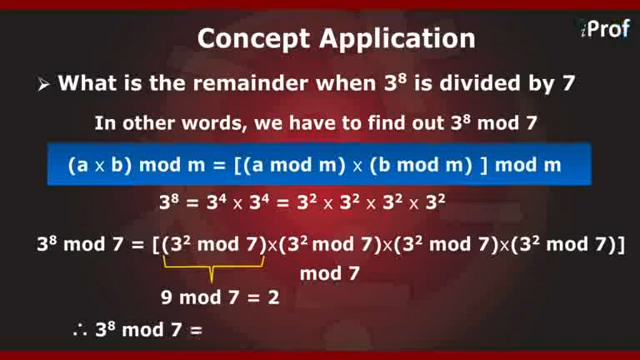 iProf
Concept Application
➢ What is the remainder when 3⁸ is divided by 7
In other words, we have to find out 3⁸ mod 7
(a x b) mod m = [(a mod m) x (b mod m) ] mod m
3⁸ = 3⁴ x 3⁴ = 3² x 3² x 3² x 3²
3⁸ mod 7 = [(3² mod 7)x(3² mod 7)x(3² mod 7)x(3² mod 7)]
mod 7
9 mod 7 = 2
∴ 3⁸ mod 7 =